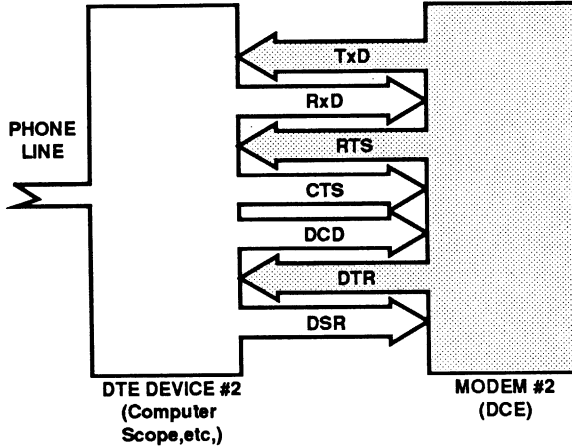 TxD
RxD
PHONE
LINE
RTS
CTS
DCD
DTR
DSR
DTE DEVICE #2
(Computer
Scope,etc,)
MODEM #2
(DCE)